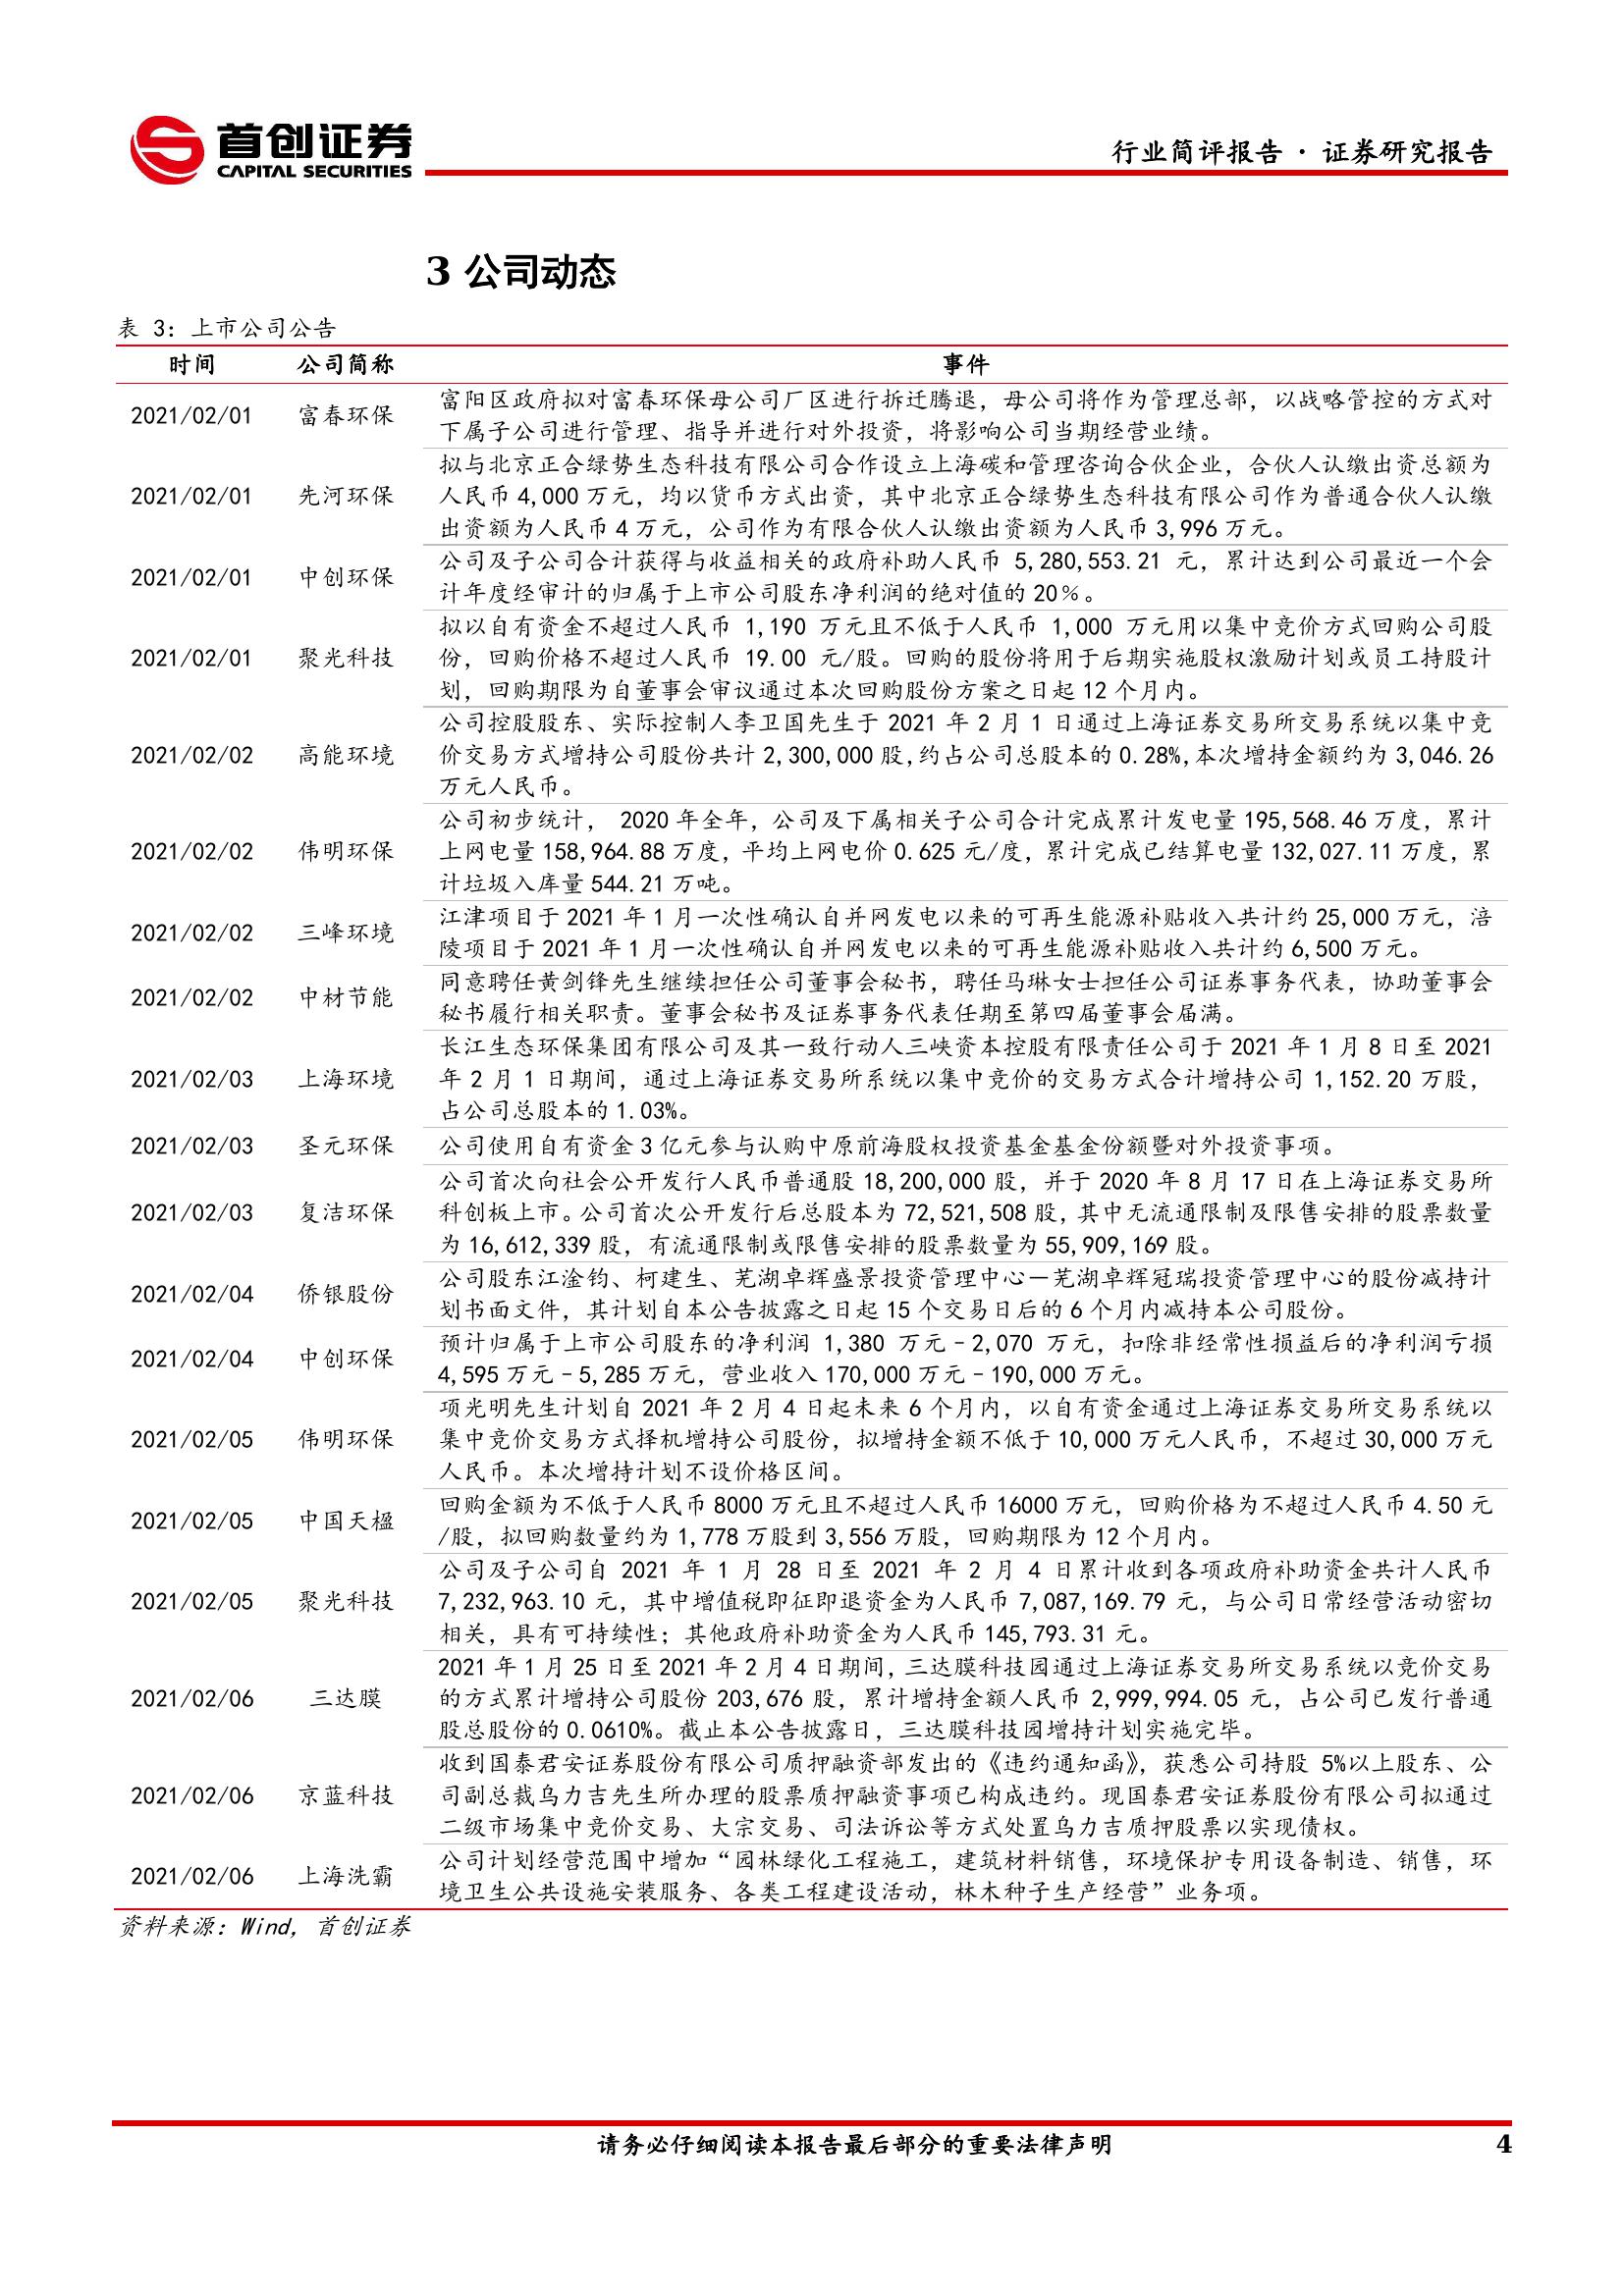 首创证券
CAPITAL SECURITIES
行业简评报告 · 证券研究报告
3 公司动态
表 3：上市公司公告
时间 公司简称 事件
2021/02/01 富春环保
富阳区政府拟对富春环保母公司厂区进行拆迁腾退，母公司将作为管理总部，以战略管控的方式对
下属子公司进行管理、指导并进行对外投资，将影响公司当期经营业绩。
2021/02/01 先河环保
拟与北京正合绿势生态科技有限公司合作设立上海碳和管理咨询合伙企业，合伙人认缴出资总额为
人民币 4,000 万元，均以货币方式出资，其中北京正合绿势生态科技有限公司作为普通合伙人认缴
出资额为人民币 4 万元，公司作为有限合伙人认缴出资额为人民币 3,996 万元。
2021/02/01 中创环保
公司及子公司合计获得与收益相关的政府补助人民币 5,280,553.21 元，累计达到公司最近一个会
计年度经审计的归属于上市公司股东净利润的绝对值的 20%。
2021/02/01 聚光科技
拟以自有资金不超过人民币 1,190 万元且不低于人民币 1,000 万元用以集中竞价方式回购公司股
份，回购价格不超过人民币 19.00 元/股。回购的股份将用于后期实施股权激励计划或员工持股计
划，回购期限为自董事会审议通过本次回购股份方案之日起 12 个月内。
2021/02/02 高能环境
公司控股股东、实际控制人李卫国先生于 2021 年 2 月 1 日通过上海证券交易所交易系统以集中竞
价交易方式增持公司股份共计 2,300,000 股,约占公司总股本的 0.28%,本次增持金额约为 3,046.26
万元人民币。
2021/02/02 伟明环保
公司初步统计， 2020 年全年，公司及下属相关子公司合计完成累计发电量 195,568.46 万度，累计
上网电量 158,964.88 万度，平均上网电价 0.625 元/度，累计完成已结算电量 132,027.11 万度，累
计垃圾入库量 544.21 万吨。
2021/02/02 三峰环境
江津项目于 2021 年 1 月一次性确认自并网发电以来的可再生能源补贴收入共计约 25,000 万元，涪
陵项目于 2021 年 1 月一次性确认自并网发电以来的可再生能源补贴收入共计约 6,500 万元。
2021/02/02 中材节能
同意聘任黄剑锋先生继续担任公司董事会秘书，聘任马琳女士担任公司证券事务代表，协助董事会
秘书履行相关职责。董事会秘书及证券事务代表任期至第四届董事会届满。
2021/02/03 上海环境
长江生态环保集团有限公司及其一致行动人三峡资本控股有限责任公司于 2021 年 1 月 8 日至 2021
年 2 月 1 日期间，通过上海证券交易所系统以集中竞价的交易方式合计增持公司 1,152.20 万股，
占公司总股本的 1.03%。
2021/02/03 圣元环保
公司使用自有资金 3 亿元参与认购中原前海股权投资基金基金份额暨对外投资事项。
2021/02/03 复洁环保
公司首次向社会公开发行人民币普通股 18,200,000 股，并于 2020 年 8 月 17 日在上海证券交易所
科创板上市。公司首次公开发行后总股本为 72,521,508 股，其中无流通限制及限售安排的股票数量
为 16,612,339 股，有流通限制或限售安排的股票数量为 55,909,169 股。
2021/02/04 侨银股份
公司股东江淦钧、柯建生、芜湖卓辉盛景投资管理中心－芜湖卓辉冠瑞投资管理中心的股份减持计
划书面文件，其计划自本公告披露之日起 15 个交易日后的 6 个月内减持本公司股份。
2021/02/04 中创环保
预计归属于上市公司股东的净利润 1,380 万元–2,070 万元，扣除非经常性损益后的净利润亏损
4,595 万元–5,285 万元，营业收入 170,000 万元–190,000 万元。
2021/02/05 伟明环保
项光明先生计划自 2021 年 2 月 4 日起未来 6 个月内，以自有资金通过上海证券交易所交易系统以
集中竞价交易方式择机增持公司股份，拟增持金额不低于 10,000 万元人民币，不超过 30,000 万元
人民币。本次增持计划不设价格区间。
2021/02/05 中国天楹
回购金额为不低于人民币 8000 万元且不超过人民币 16000 万元，回购价格为不超过人民币 4.50 元
/股，拟回购数量约为 1,778 万股到 3,556 万股，回购期限为 12 个月内。
2021/02/05 聚光科技
公司及子公司自 2021 年 1 月 28 日至 2021 年 2 月 4 日累计收到各项政府补助资金共计人民币
7,232,963.10 元，其中增值税即征即退资金为人民币 7,087,169.79 元，与公司日常经营活动密切
相关，具有可持续性；其他政府补助资金为人民币 145,793.31 元。
2021/02/06 三达膜
2021 年 1 月 25 日至 2021 年 2 月 4 日期间，三达膜科技园通过上海证券交易所交易系统以竞价交易
的方式累计增持公司股份 203,676 股，累计增持金额人民币 2,999,994.05 元，占公司已发行普通
股总股份的 0.0610%。截止本公告披露日，三达膜科技园增持计划实施完毕。
2021/02/06 京蓝科技
收到国泰君安证券股份有限公司质押融资部发出的《违约通知函》，获悉公司持股 5%以上股东、公
司副总裁乌力吉先生所办理的股票质押融资事项已构成违约。现国泰君安证券股份有限公司拟通过
二级市场集中竞价交易、大宗交易、司法诉讼等方式处置乌力吉质押股票以实现债权。
2021/02/06 上海洗霸
公司计划经营范围中增加“园林绿化工程施工，建筑材料销售，环境保护专用设备制造、销售，环
境卫生公共设施安装服务、各类工程建设活动，林木种子生产经营”业务项。
资料来源：Wind，首创证券
请务必仔细阅读本报告最后部分的重要法律声明 4